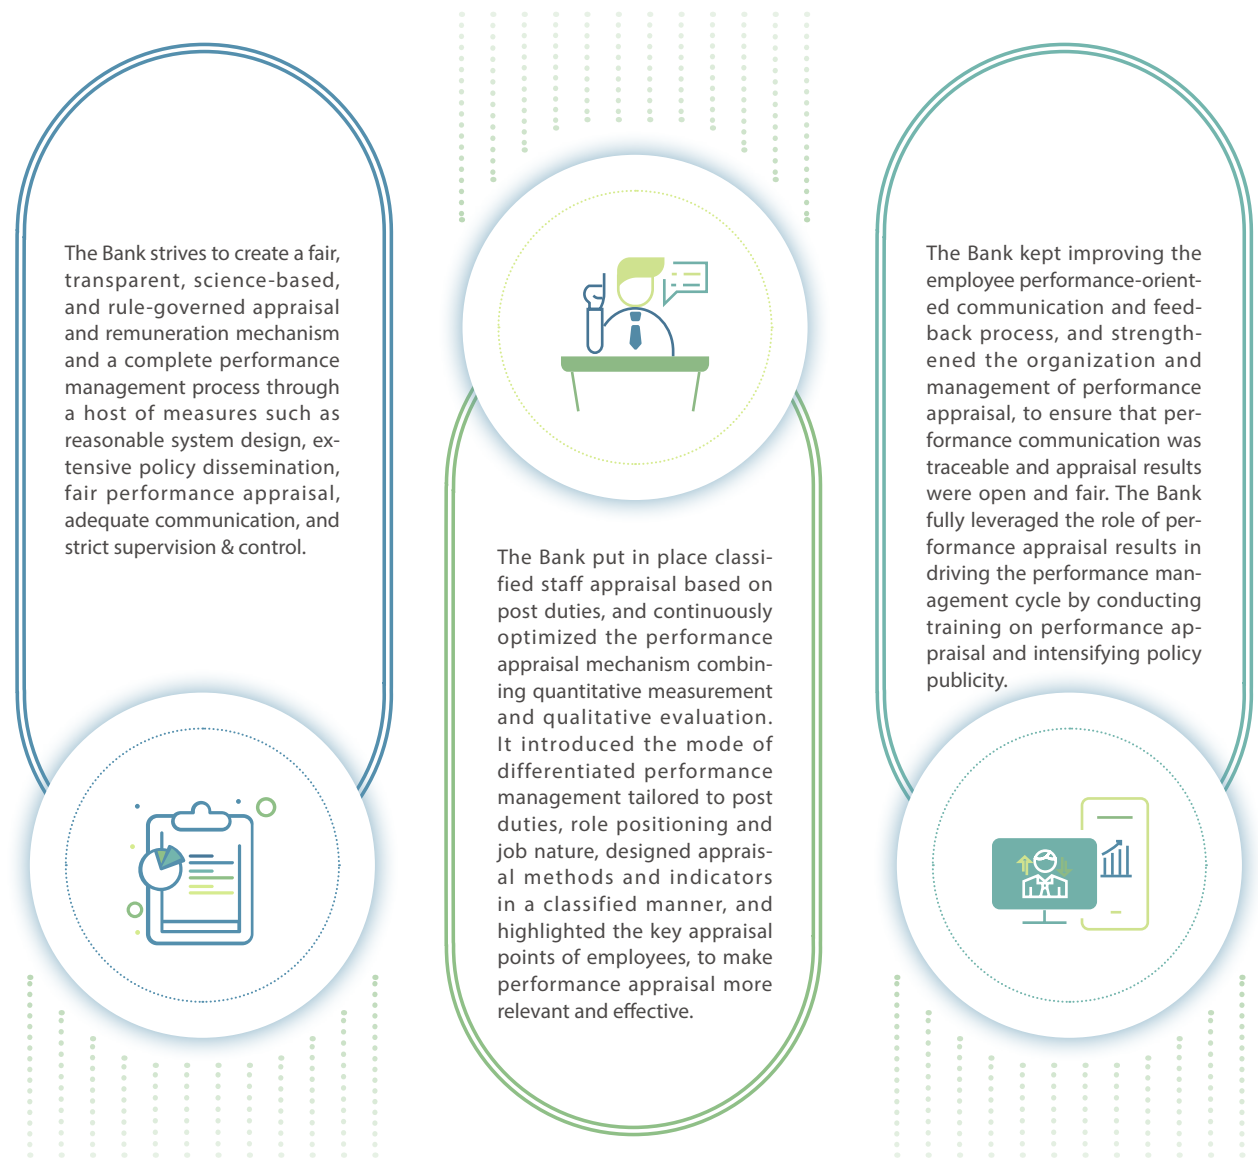 The Bank strives to create a fair,
transparent, science-based,
and rule-governed appraisal
and remuneration mechanism
and a complete performance
management process through
a host of measures such as
reasonable system design, ex-
tensive policy dissemination,
fair performance appraisal,
adequate communication, and
strict supervision & control.
The Bank put in place classi-
fied staff appraisal based on
post duties, and continuously
optimized the performance
appraisal mechanism combin-
ing quantitative measurement
and qualitative evaluation.
It introduced the mode of
differentiated performance
management tailored to post
duties, role positioning and
job nature, designed apprais-
al methods and indicators
in a classified manner, and
highlighted the key appraisal
points of employees, to make
performance appraisal more
relevant and effective.
The Bank kept improving the
employee performance-orient-
ed communication and feed-
back process, and strength-
ened the organization and
management of performance
appraisal, to ensure that per-
formance communication was
traceable and appraisal results
were open and fair. The Bank
fully leveraged the role of per-
formance appraisal results in
driving the performance man-
agement cycle by conducting
training on performance ap-
praisal and intensifying policy
publicity.